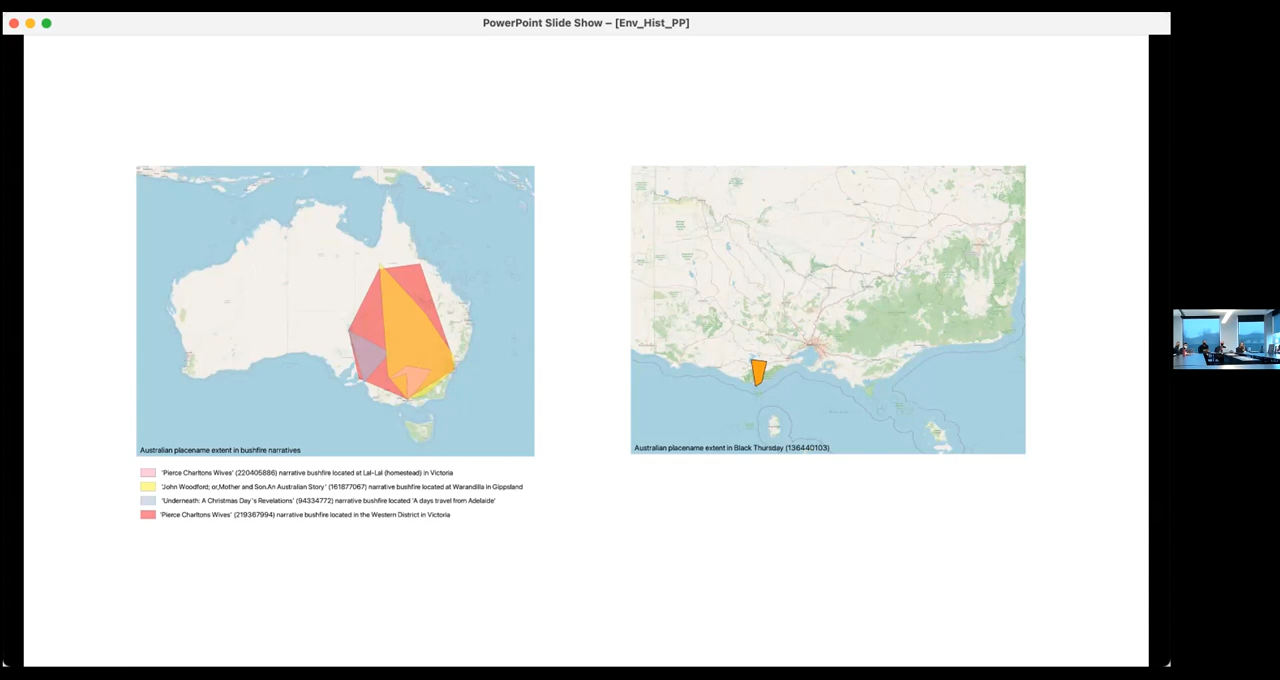 PowerPoint Slide Show – [Env_Hist_PP]
Australian placename extent in bushfire narratives
Australian placename extent in Black Thursday (136440103)
'Pierce Charltons Wives' (220405886) narrative bushfire located at Lal-Lal (homestead) in Victoria
'John Woodford; or,Mother and Son.An Australian Story' (161877067) narrative bushfire located at Warandilla in Gippsland
'Underneath: A Christmas Day's Revelations' (94334772) narrative bushfire located 'A days travel from Adelaide'
'Pierce Charltons Wives' (219367994) narrative bushfire located in the Western District in Victoria